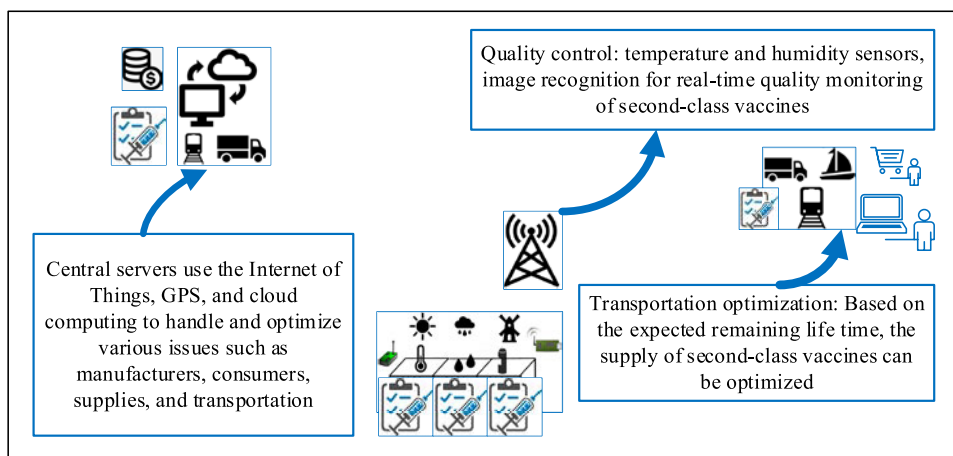 Quality control: temperature and humidity sensors,
image recognition for real-time quality monitoring
of second-class vaccines
Central servers use the Internet of
Things, GPS, and cloud
computing to handle and optimize
various issues such as
manufacturers, consumers,
supplies, and transportation
Transportation optimization: Based on
the expected remaining life time, the
supply of second-class vaccines can
be optimized